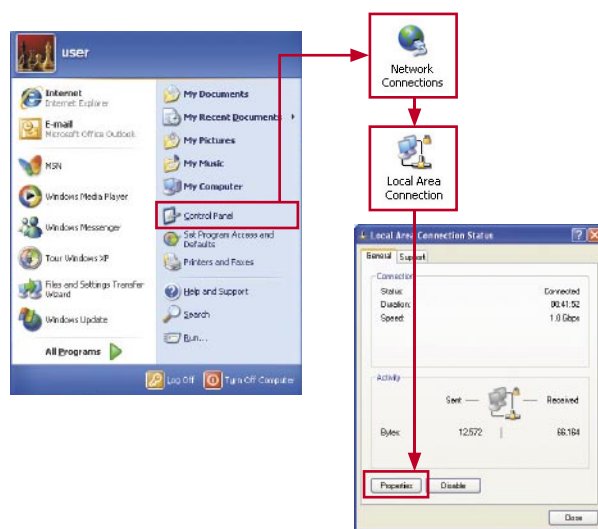 user
Internet
Internet Explorer
E-mail
Microsoft Office Outlook
MSN
Windows Media Player
Windows Messenger
Tour Windows XP
Files and Settings Transfer
Wizard
Windows Update
All Programs
My Documents
My Recent Documents
My Pictures
My Music
My Computer
Control Panel
Set Program Access and
Defaults
Printers and Faxes
Help and Support
Search
Run...
Log Off
Turn Off Computer
Network
Connections
Local Area
Connection
Local Area Connection Status
General Support
Connection
Status: Connected
Duration: 00:41:52
Speed: 1.0 Gbps
Activity
Sent — — Received
Bytes: 12,572 | 66,164
Properties Disable
Close